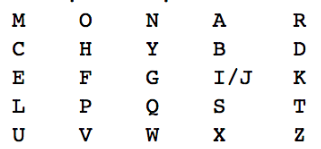 M O N A R
C H Y B D
E F G I/J K
L P Q S T
U V W X Z